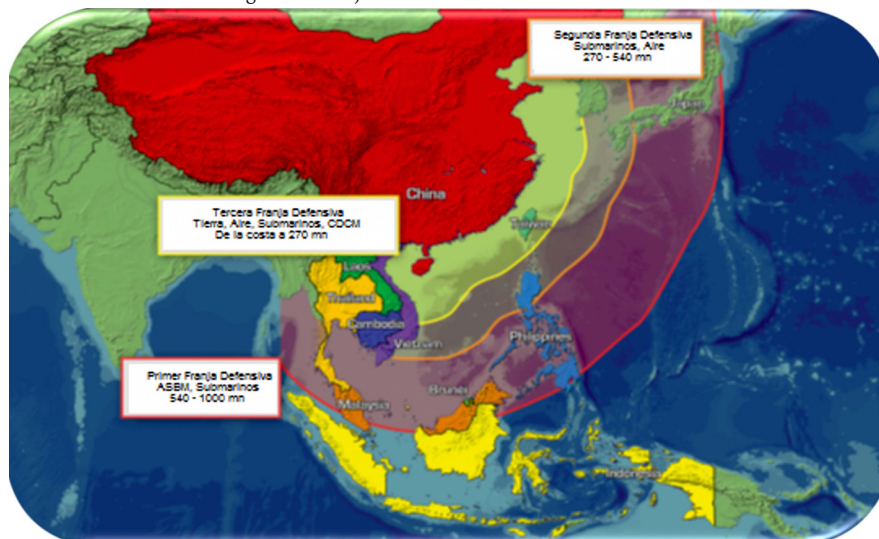 Segunda Franja Defensiva
Submarinos, Aire
270 - 540 mn
Japan
China
Tercera Franja Defensiva
Tierra, Aire, Submarinos, CDCM
De la costa a 270 mn
Taiwan
Laos
Thailand
Cambodia
Vietnam
Philippines
Primer Franja Defensiva
ASBM, Submarinos
540 - 1000 mn
Brunei
Malaysia
Indonesia